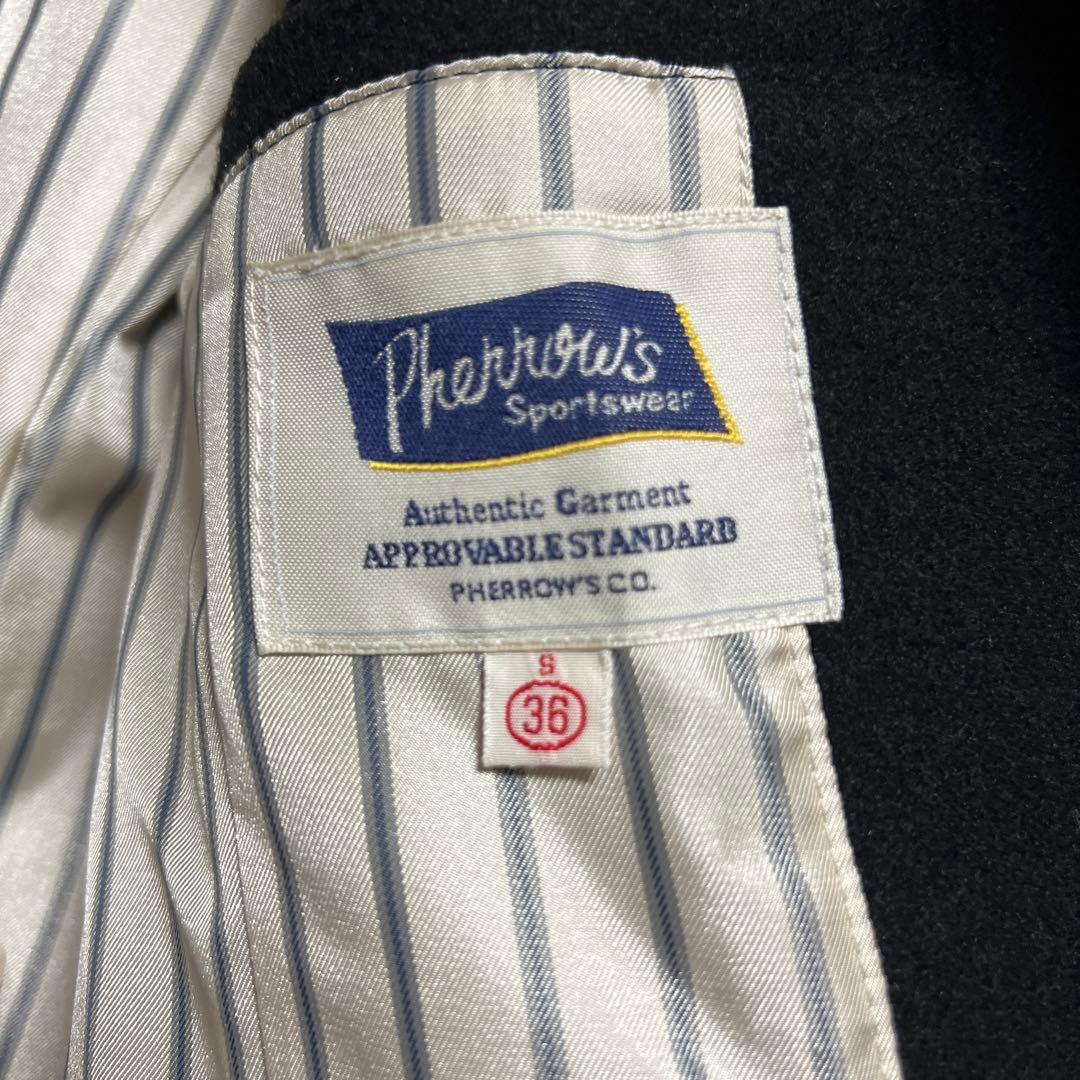 Pherrow's
Sportswear
Authentic Garment
APPROVABLE STANDARD
PHERROW'S CO.
S
36